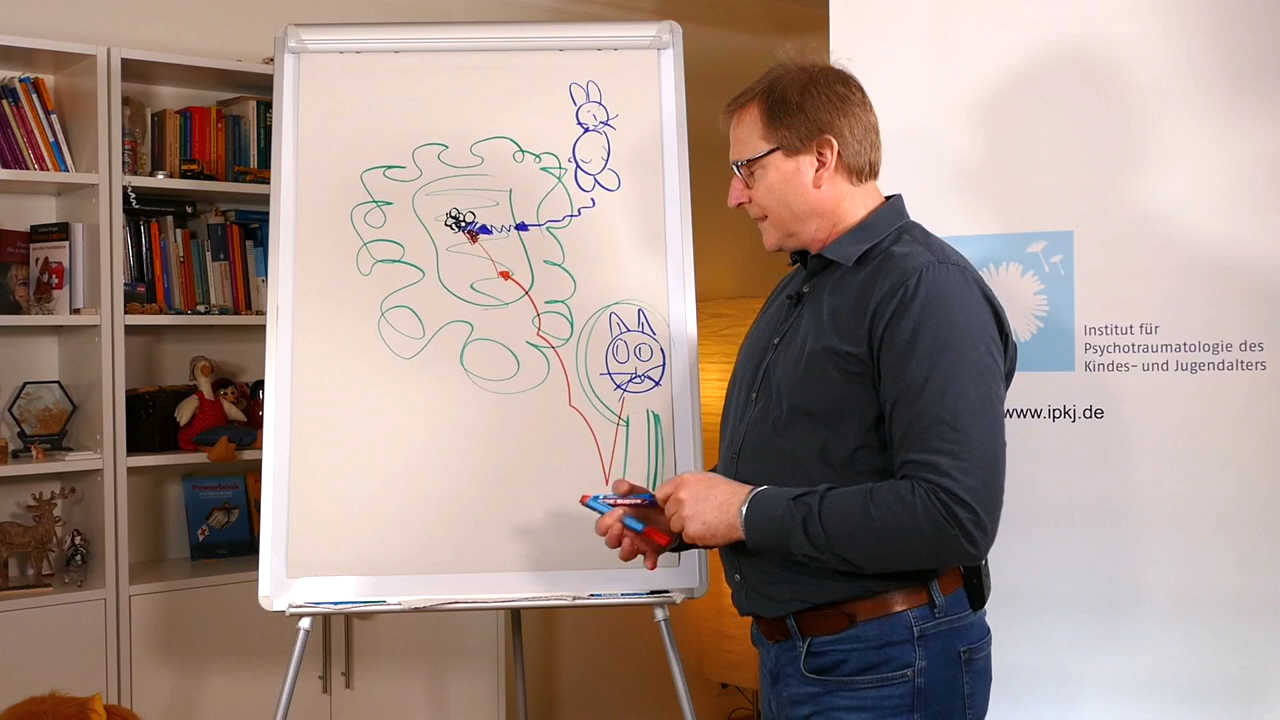 Institut für
Psychotraumatologie des
Kindes- und Jugendalters
www.ipkj.de